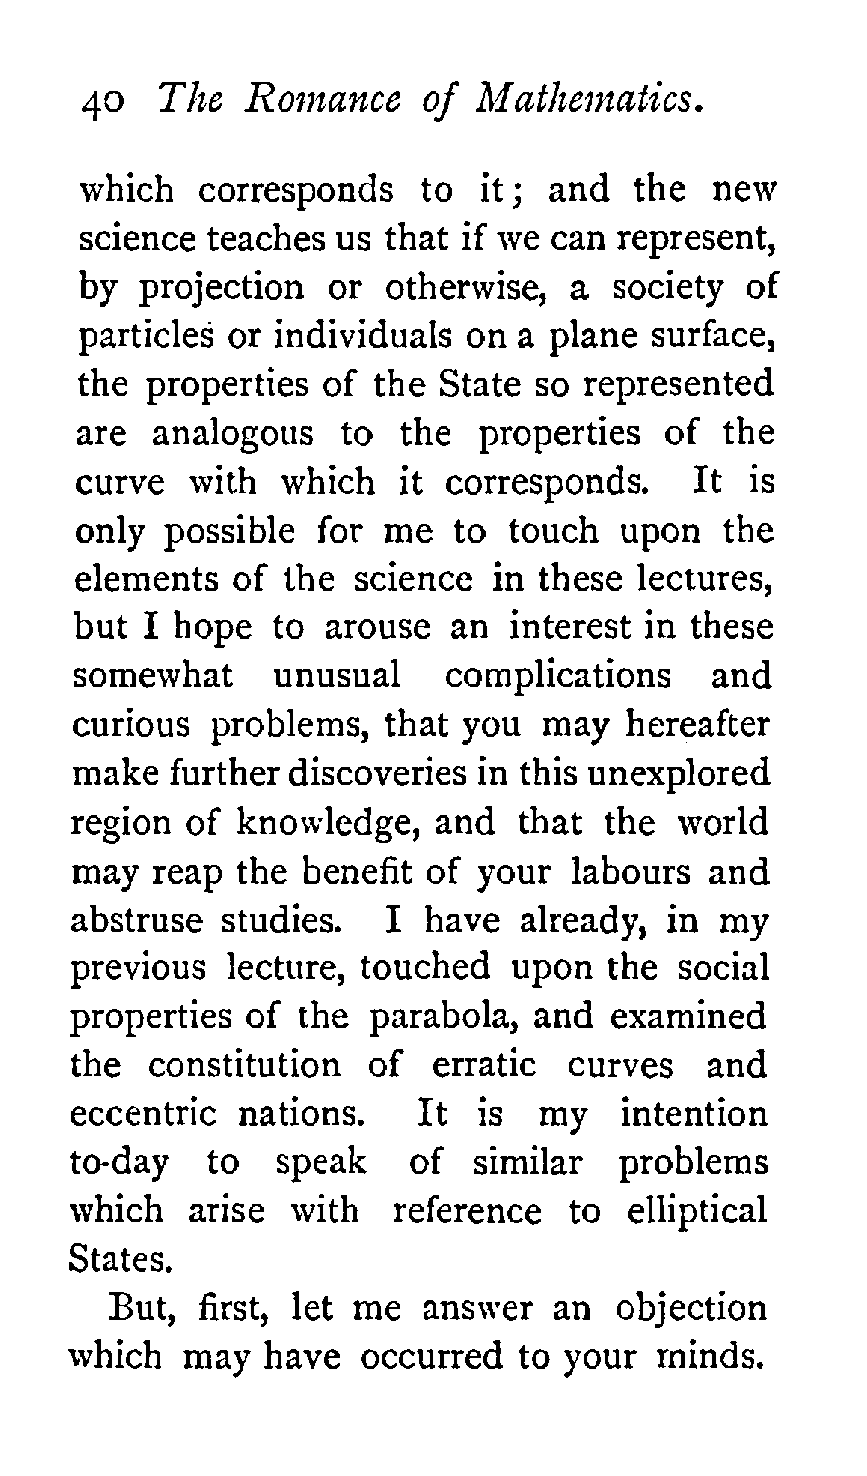 40 The Romance of Mathematics.
which corresponds to it; and the new
science teaches us that if we can represent,
by projection or otherwise, a society of
particles or individuals on a plane surface,
the properties of the State so represented
are analogous to the properties of the
curve with which it corresponds. It is
only possible for me to touch upon the
elements of the science in these lectures,
but I hope to arouse an interest in these
somewhat unusual complications and
curious problems, that you may hereafter
make further discoveries in this unexplored
region of knowledge, and that the world
may reap the benefit of your labours and
abstruse studies. I have already, in my
previous lecture, touched upon the social
properties of the parabola, and examined
the constitution of erratic curves and
eccentric nations. It is my intention
to-day to speak of similar problems
which arise with reference to elliptical
States.
But, first, let me answer an objection
which may have occurred to your minds.